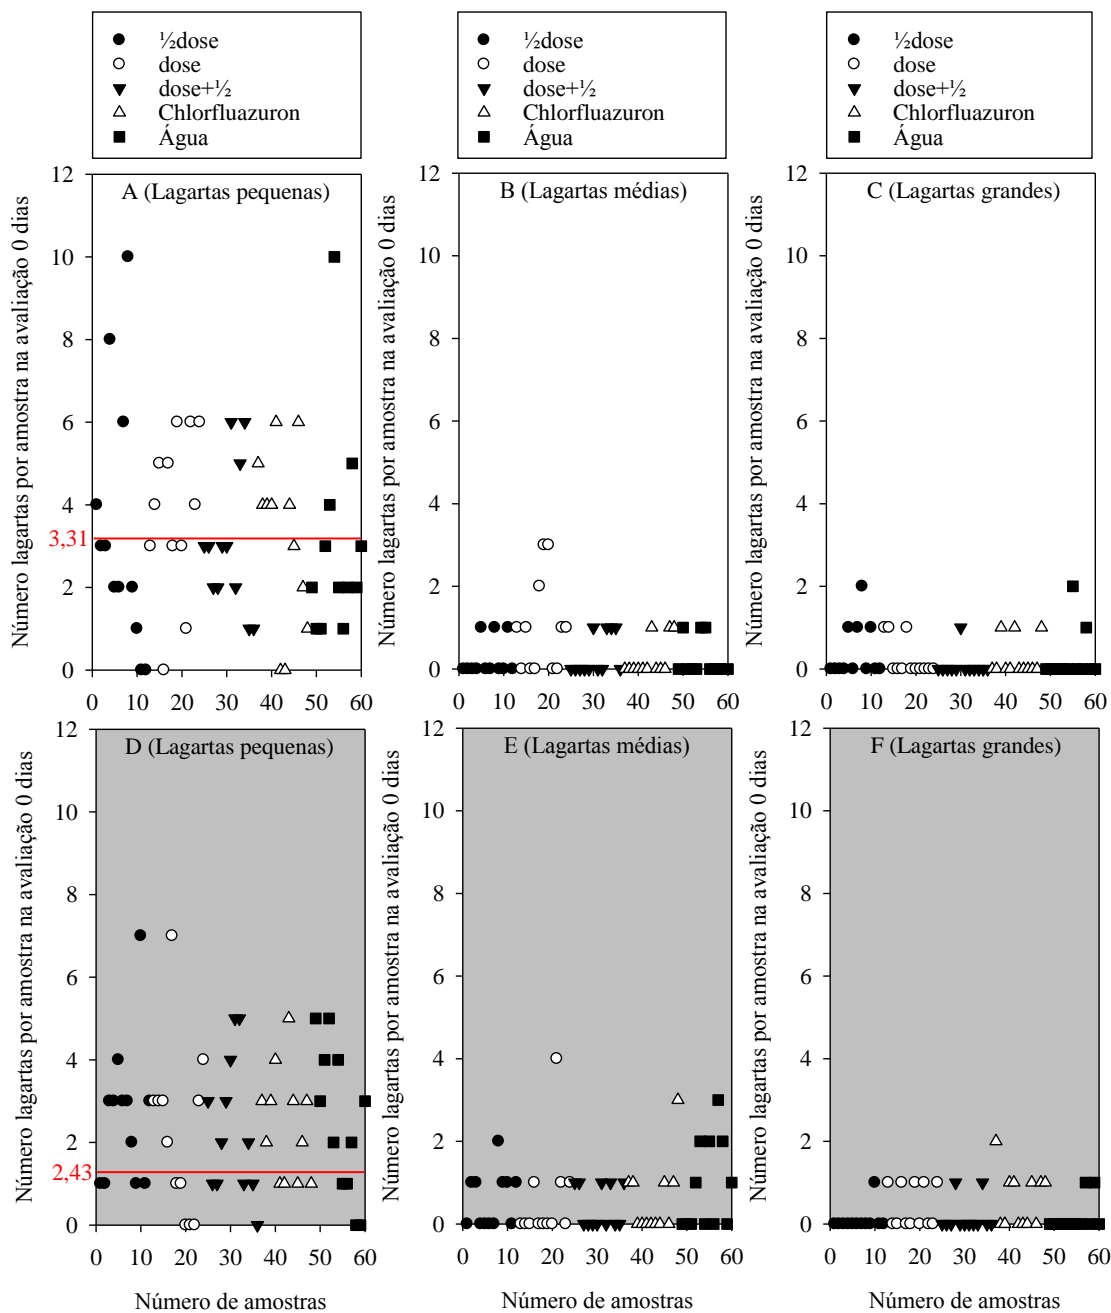 ½dose
dose
dose+½
Chlorfluazuron
Água
½dose
dose
dose+½
Chlorfluazuron
Água
½dose
dose
dose+½
Chlorfluazuron
Água
A (Lagartas pequenas)
Número lagartas por amostra na avaliação 0 dias
12
10
8
6
4
3,31
2
0
0 10 20 30 40 50 60
B (Lagartas médias)
Número lagartas por amostra na avaliação 0 dias
12
10
8
6
4
2
0
0 10 20 30 40 50 60
C (Lagartas grandes)
Número lagartas por amostra na avaliação 0 dias
12
10
8
6
4
2
0
0 10 20 30 40 50 60
D (Lagartas pequenas)
Número lagartas por amostra na avaliação 0 dias
12
10
8
6
4
2
2,43
0
0 10 20 30 40 50 60
Número de amostras
E (Lagartas médias)
Número lagartas por amostra na avaliação 0 dias
12
10
8
6
4
2
0
0 10 20 30 40 50 60
Número de amostras
F (Lagartas grandes)
Número lagartas por amostra na avaliação 0 dias
12
10
8
6
4
2
0
0 10 20 30 40 50 60
Número de amostras